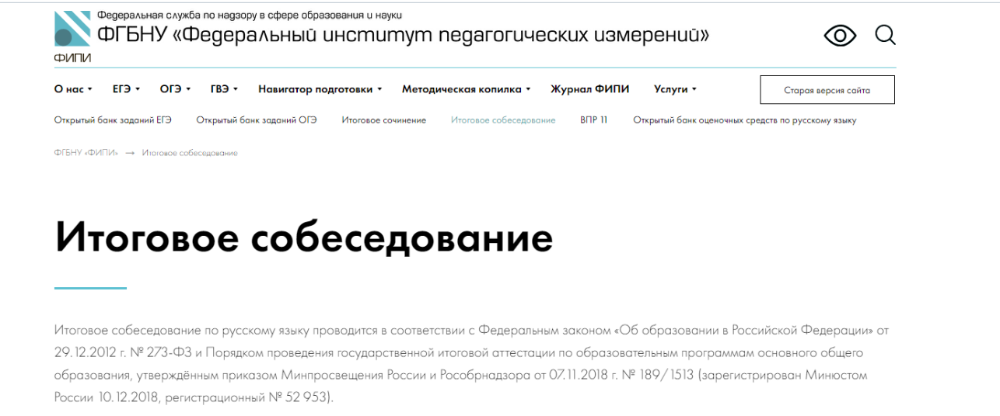 Федеральная служба по надзору в сфере образования и науки
ФГБНУ «Федеральный институт педагогических измерений»
ФИПИ
О нас ЕГЭ ОГЭ ГВЭ Навигатор подготовки Методическая копилка Журнал ФИПИ Услуги Старая версия сайта
Открытый банк заданий ЕГЭ Открытый банк заданий ОГЭ Итоговое сочинение Итоговое собеседование ВПР 11 Открытый банк оценочных средств по русскому языку
ФГБНУ «ФИПИ» → Итоговое собеседование
Итоговое собеседование
Итоговое собеседование по русскому языку проводится в соответствии с Федеральным законом «Об образовании в Российской Федерации» от
29.12.2012 г. № 273-ФЗ и Порядком проведения государственной итоговой аттестации по образовательным программам основного общего
образования, утверждённым приказом Минпросвещения России и Рособрнадзора от 07.11.2018 г. № 189/1513 (зарегистрирован Минюстом
России 10.12.2018, регистрационный № 52 953).